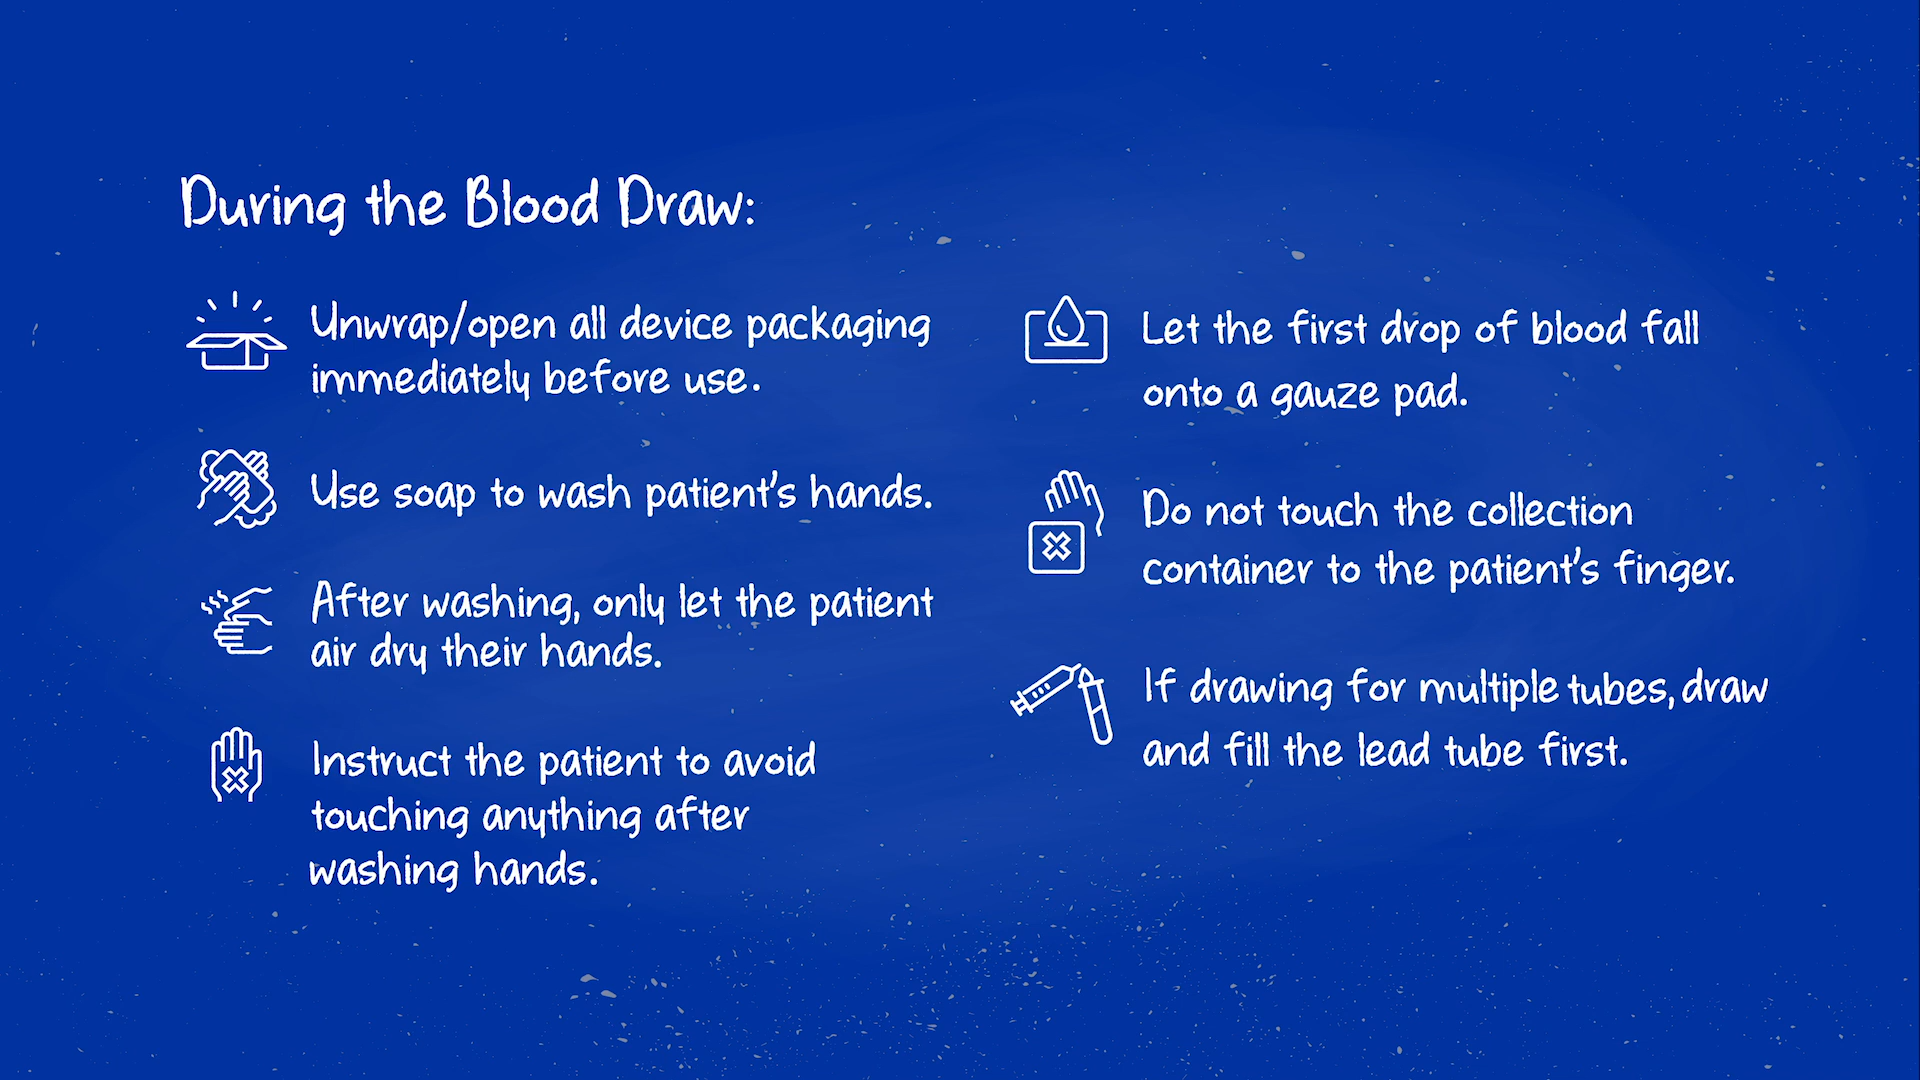 During the Blood Draw:
Unwrap/open all device packaging
immediately before use.
Use soap to wash patient's hands.
After washing, only let the patient
air dry their hands.
Instruct the patient to avoid
touching anything after
washing hands.
Let the first drop of blood fall
onto a gauze pad.
Do not touch the collection
container to the patient's finger.
If drawing for multiple tubes, draw
and fill the lead tube first.